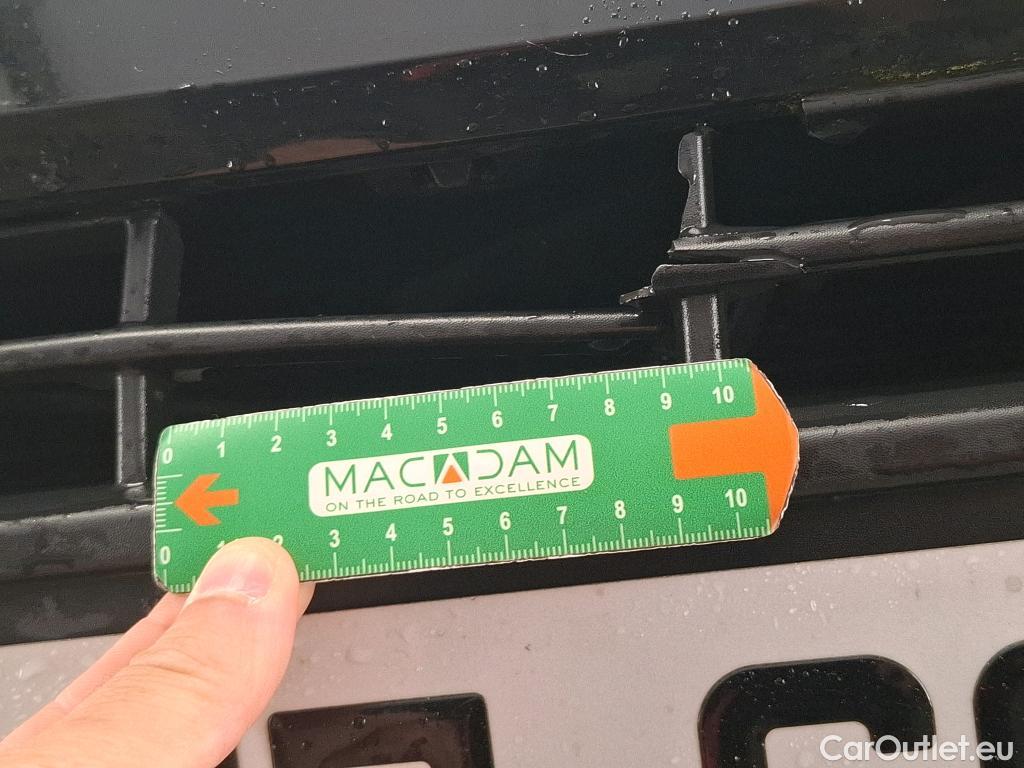 0 1 2 3 4 5 6 7 8 9 10
MACADAM
ON THE ROAD TO EXCELLENCE
0 1 2 3 4 5 6 7 8 9 10
CarOutlet.eu